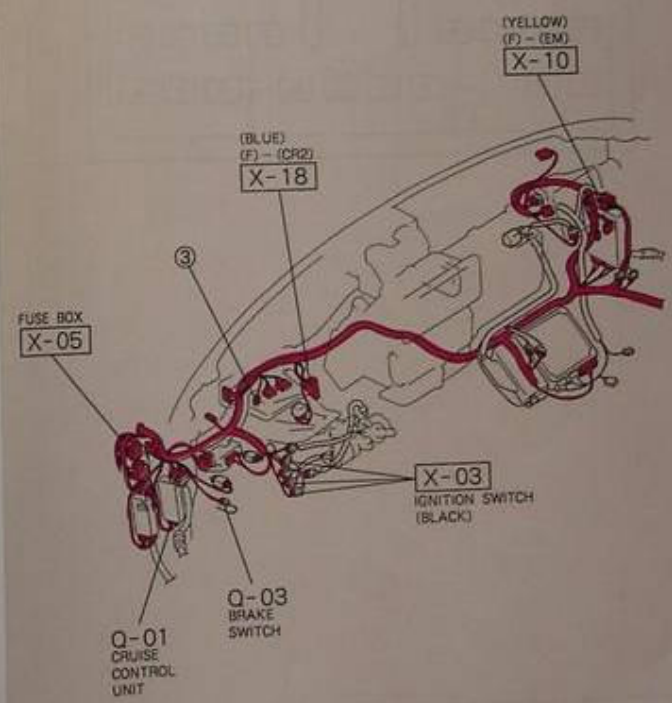 (YELLOW)
(F) - (EM)
X-10
(BLUE)
(F) - (CR2)
X-18
③
FUSE BOX
X-05
X-03
IGNITION SWITCH
(BLACK)
Q-03
BRAKE
SWITCH
Q-01
CRUISE
CONTROL
UNIT